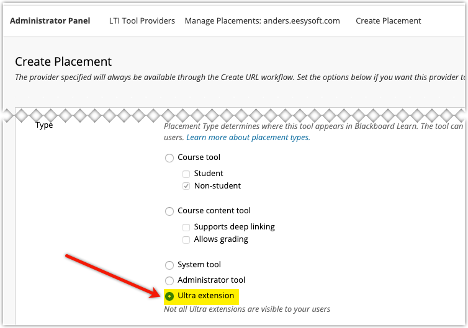 Administrator Panel LTI Tool Providers Manage Placements: anders.eesysoft.com Create Placement
Create Placement
The provider specified will always be available through the Create URL workflow. Set the options below if you want this provider to
Type
Placement Type determines where this tool appears in Blackboard Learn. The tool can
users. Learn more about placement types.
Course tool
Student
Non-student
Course content tool
Supports deep linking
Allows grading
System tool
Administrator tool
Ultra extension
Not all Ultra extensions are visible to your users